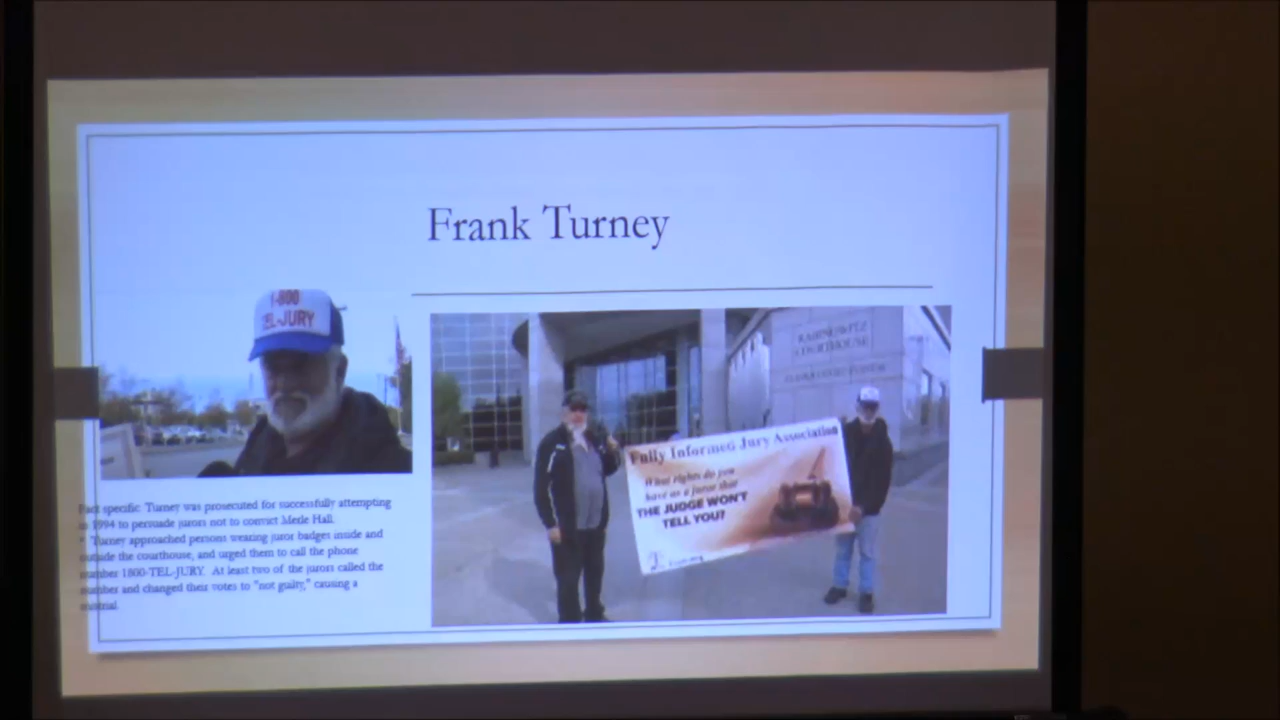 Frank Turney
1-800
TEL-JURY
RABINOWITZ
COURTHOUSE
Fully Informed Jury Association
What rights do you
have as a juror that
THE JUDGE WON'T
TELL YOU?
Fact specific: Turney was prosecuted for successfully attempting
in 1994 to persuade jurors not to convict Merle Hall.
• Turney approached persons wearing juror badges inside and
outside the courthouse, and urged them to call the phone
number 1800-TEL-JURY. At least two of the jurors called the
number and changed their votes to "not guilty," causing a
mistrial.